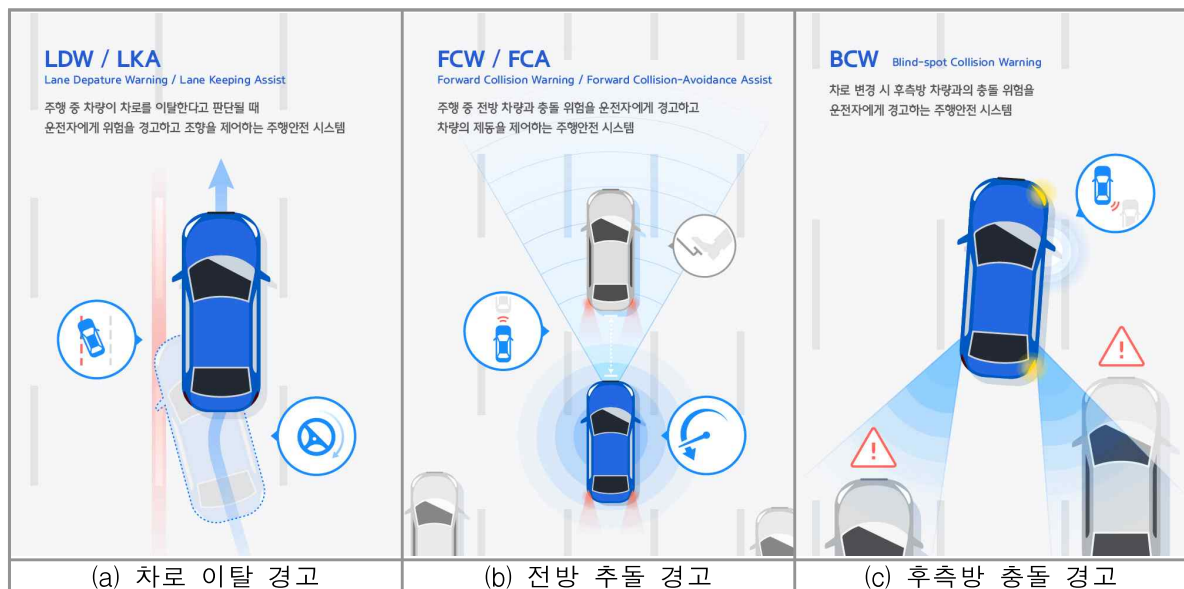 LDW / LKA
Lane Depature Warning / Lane Keeping Assist
주행 중 차량이 차로를 이탈한다고 판단될 때
운전자에게 위험을 경고하고 조향을 제어하는 주행안전 시스템
(a) 차로 이탈 경고
FCW / FCA
Forward Collision Warning / Forward Collision-Avoidance Assist
주행 중 전방 차량과 충돌 위험을 운전자에게 경고하고
차량의 제동을 제어하는 주행안전 시스템
(b) 전방 추돌 경고
BCW Blind-spot Collision Warning
차로 변경 시 후측방 차량과의 충돌 위험을
운전자에게 경고하는 주행안전 시스템
(c) 후측방 충돌 경고